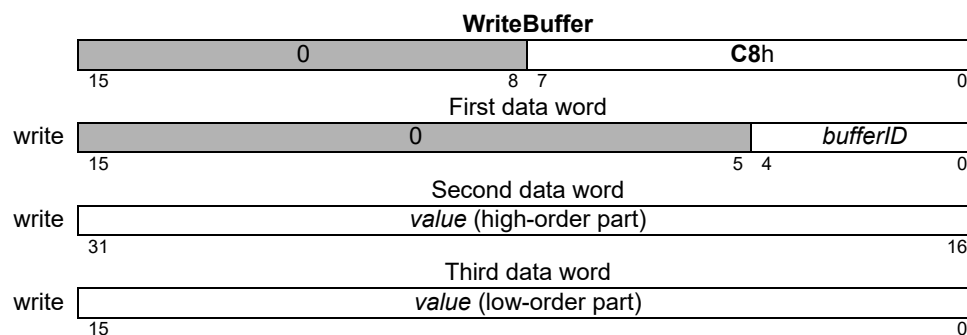 WriteBuffer
0 C8h
15 8 7 0
First data word
write 0 bufferID
15 5 4 0
Second data word
write value (high-order part)
31 16
Third data word
write value (low-order part)
15 0